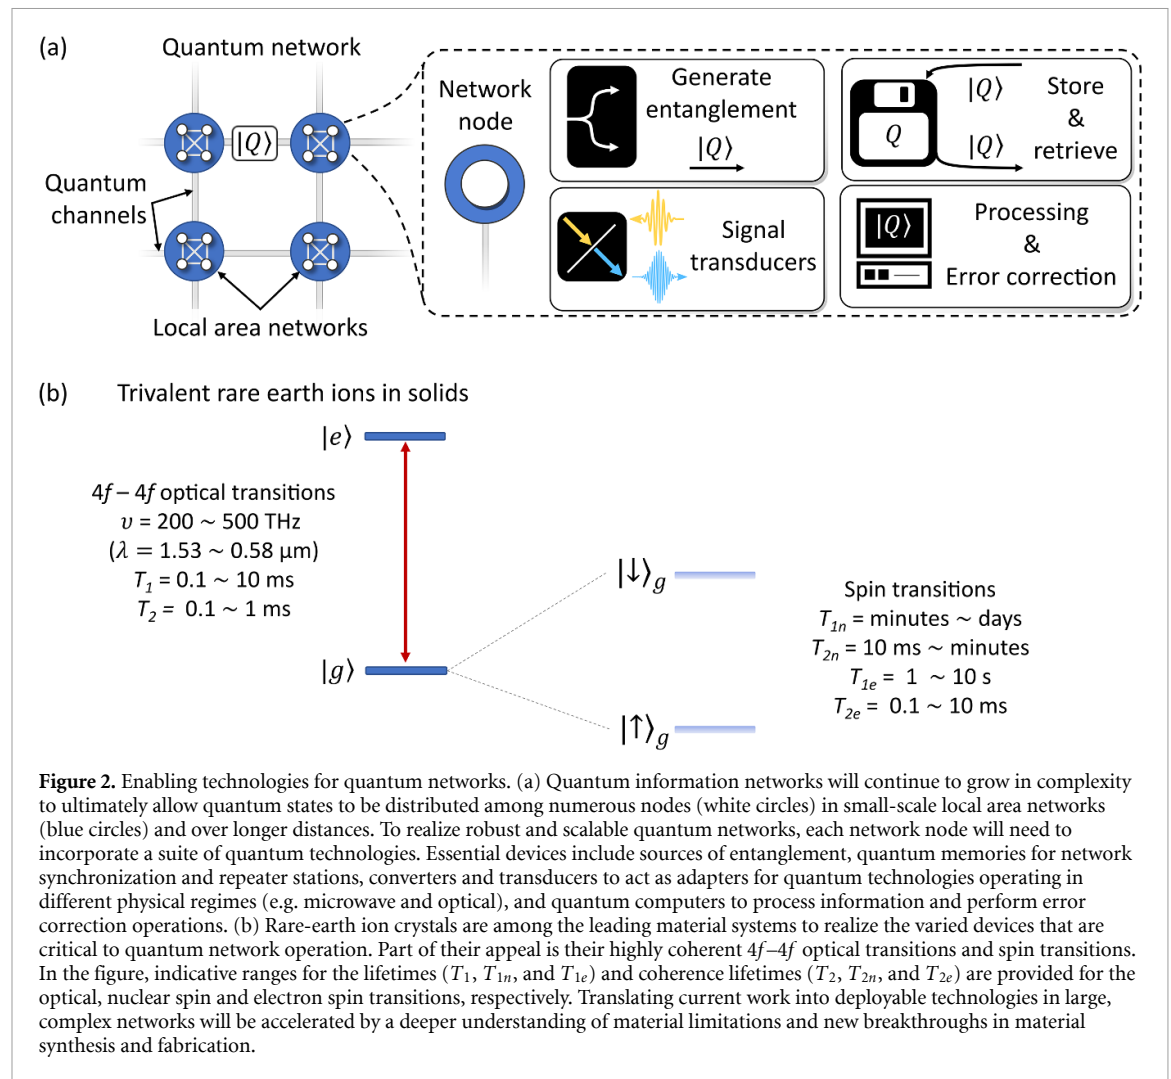 (a)
Quantum network
|Q⟩
Quantum
channels
Local area networks
Network
node
Generate
entanglement
|Q⟩
Q
|Q⟩
|Q⟩
Store
&
retrieve
Signal
transducers
|Q⟩
Processing
&
Error correction
(b) Trivalent rare earth ions in solids
|e⟩
4f – 4f optical transitions
υ = 200 ∼ 500 THz
(λ = 1.53 ∼ 0.58 µm)
T₁ = 0.1 ∼ 10 ms
T₂ = 0.1 ∼ 1 ms
|g⟩
|↓⟩g
|↑⟩g
Spin transitions
T1n = minutes ∼ days
T2n = 10 ms ∼ minutes
T1e = 1 ∼ 10 s
T2e = 0.1 ∼ 10 ms
Figure 2. Enabling technologies for quantum networks. (a) Quantum information networks will continue to grow in complexity
to ultimately allow quantum states to be distributed among numerous nodes (white circles) in small-scale local area networks
(blue circles) and over longer distances. To realize robust and scalable quantum networks, each network node will need to
incorporate a suite of quantum technologies. Essential devices include sources of entanglement, quantum memories for network
synchronization and repeater stations, converters and transducers to act as adapters for quantum technologies operating in
different physical regimes (e.g. microwave and optical), and quantum computers to process information and perform error
correction operations. (b) Rare-earth ion crystals are among the leading material systems to realize the varied devices that are
critical to quantum network operation. Part of their appeal is their highly coherent 4f–4f optical transitions and spin transitions.
In the figure, indicative ranges for the lifetimes (T₁, T1n, and T1e) and coherence lifetimes (T₂, T2n, and T2e) are provided for the
optical, nuclear spin and electron spin transitions, respectively. Translating current work into deployable technologies in large,
complex networks will be accelerated by a deeper understanding of material limitations and new breakthroughs in material
synthesis and fabrication.